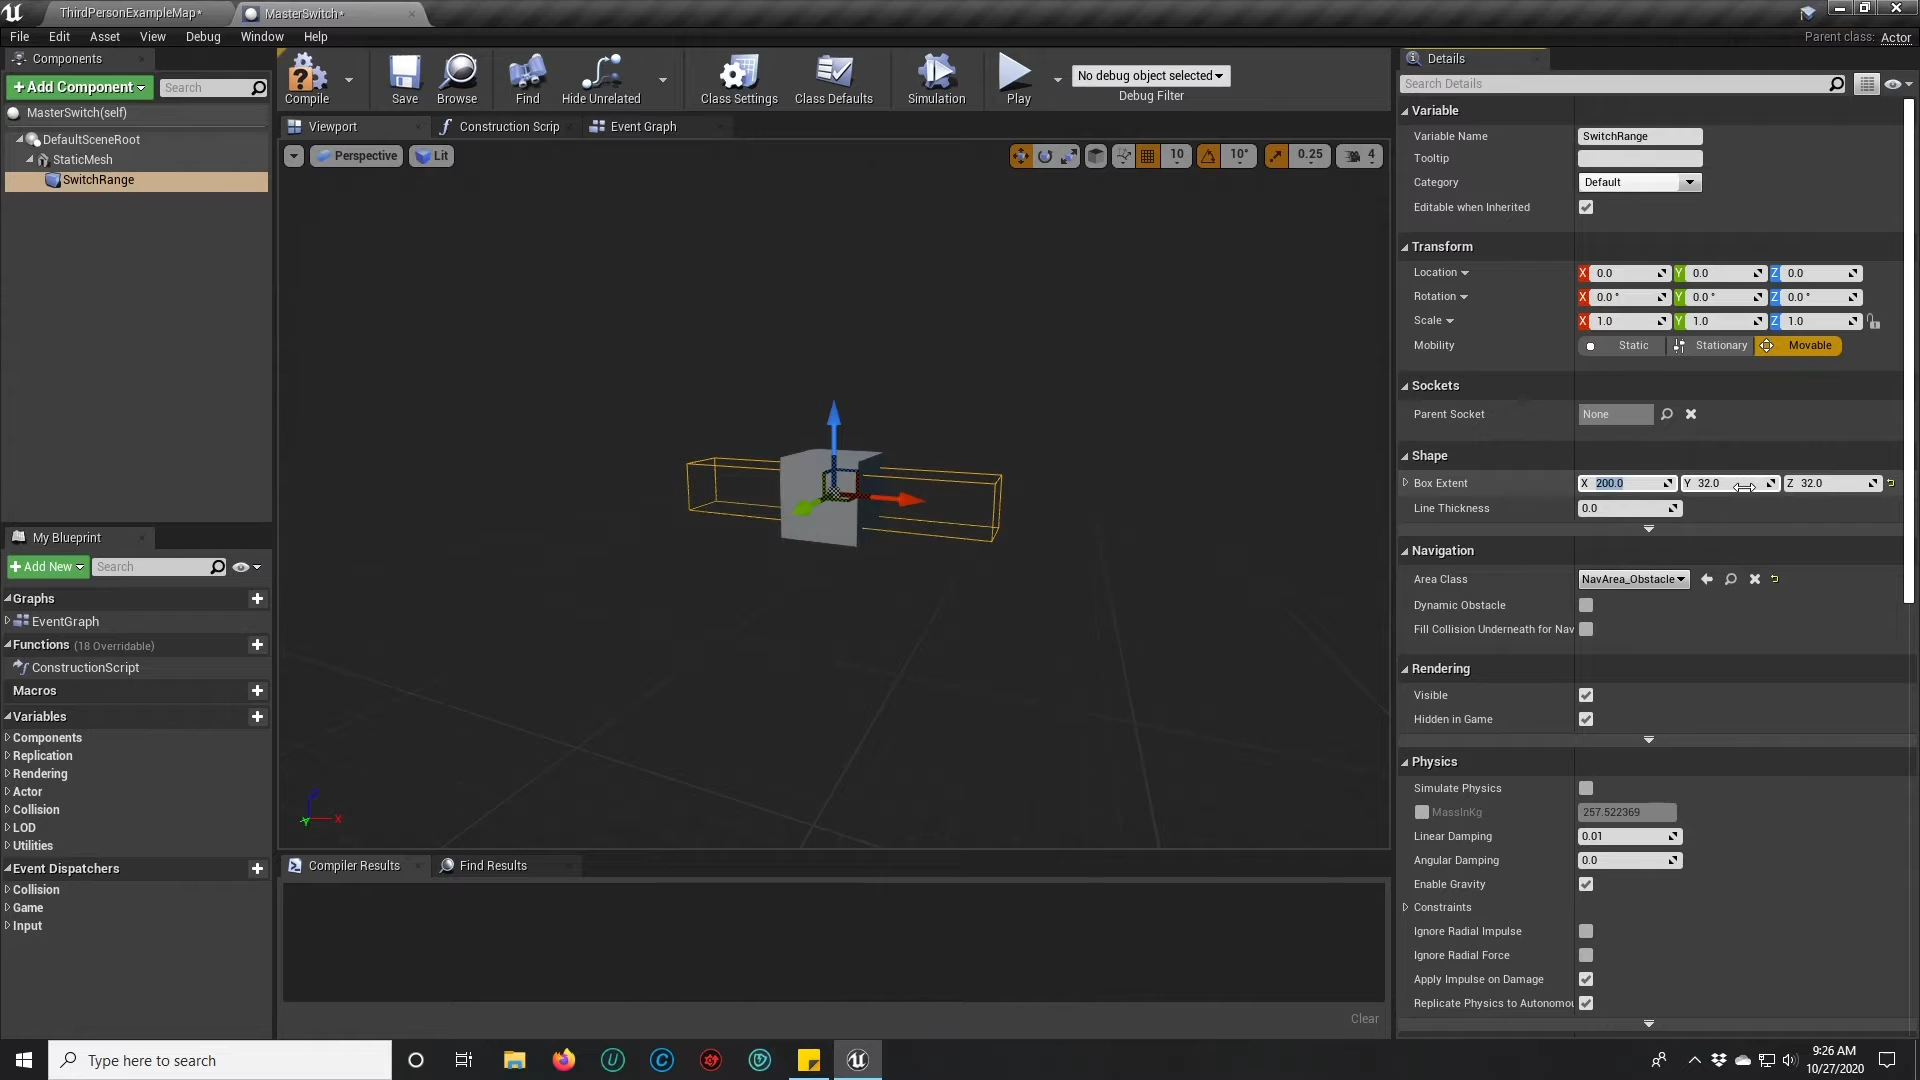 ThirdPersonExampleMap*
MasterSwitch*
File Edit Asset View Debug Window Help
Parent class: Actor
Components
+Add Component
Search
MasterSwitch(self)
DefaultSceneRoot
StaticMesh
SwitchRange
Compile
Save
Browse
Find
Hide Unrelated
Class Settings
Class Defaults
Simulation
Play
No debug object selected
Debug Filter
Viewport
Construction Scrip
Event Graph
Perspective
Lit
10
10°
0.25
4
Z
X
Y
My Blueprint
+Add New
Search
Graphs
EventGraph
Functions (18 Overridable)
ConstructionScript
Macros
Variables
Components
Replication
Rendering
Actor
Collision
LOD
Utilities
Event Dispatchers
Collision
Game
Input
Compiler Results
Find Results
Clear
Details
Search Details
Variable
Variable Name SwitchRange
Tooltip
Category Default
Editable when Inherited
Transform
Location X 0.0 Y 0.0 Z 0.0
Rotation X 0.0 ° Y 0.0 ° Z 0.0 °
Scale X 1.0 Y 1.0 Z 1.0
Mobility Static Stationary Movable
Sockets
Parent Socket None
Shape
Box Extent X 200.0 Y 32.0 Z 32.0
Line Thickness 0.0
Navigation
Area Class NavArea_Obstacle
Dynamic Obstacle
Fill Collision Underneath for Nav
Rendering
Visible
Hidden in Game
Physics
Simulate Physics
MassInKg 257.522369
Linear Damping 0.01
Angular Damping 0.0
Enable Gravity
Constraints
Ignore Radial Impulse
Ignore Radial Force
Apply Impulse on Damage
Replicate Physics to Autonomou
Type here to search
9:26 AM
10/27/2020